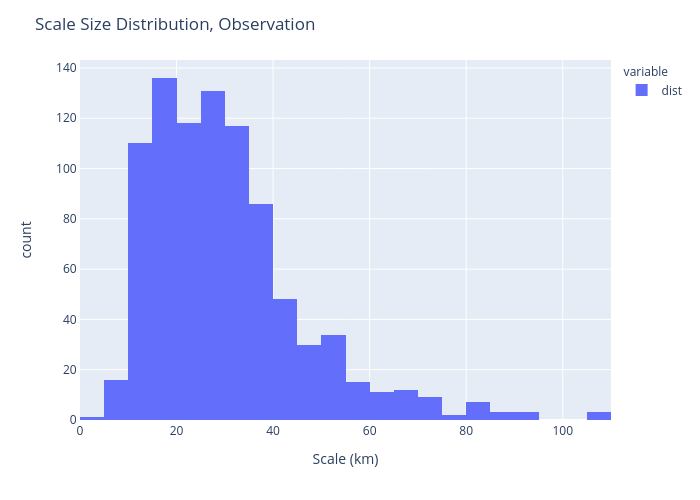 Scale Size Distribution, Observation
variable
dist
140
120
100
80
60
40
20
0
count
0 20 40 60 80 100
Scale (km)